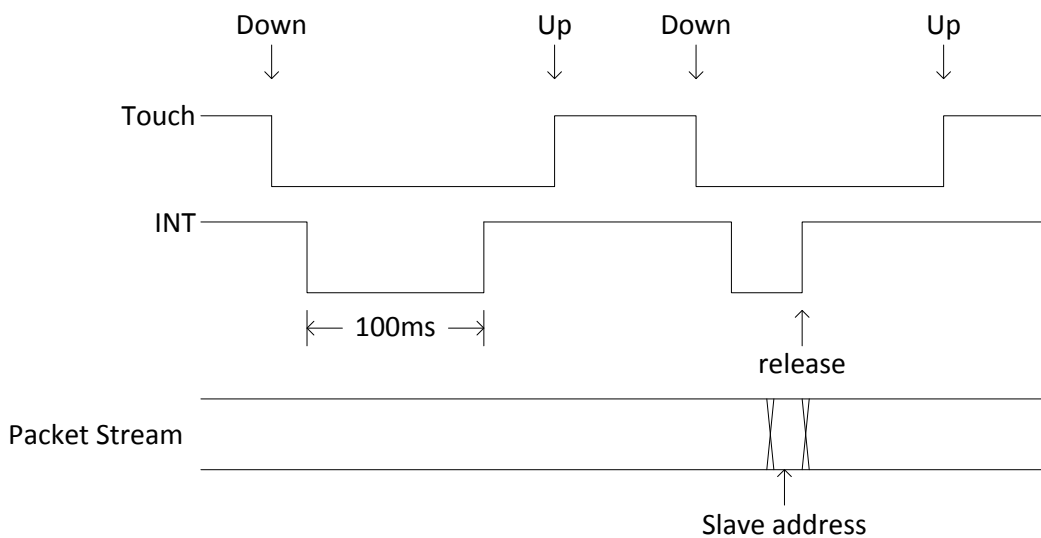 Down
Up
Down
Up
Touch
INT
100ms
release
Packet Stream
Slave address